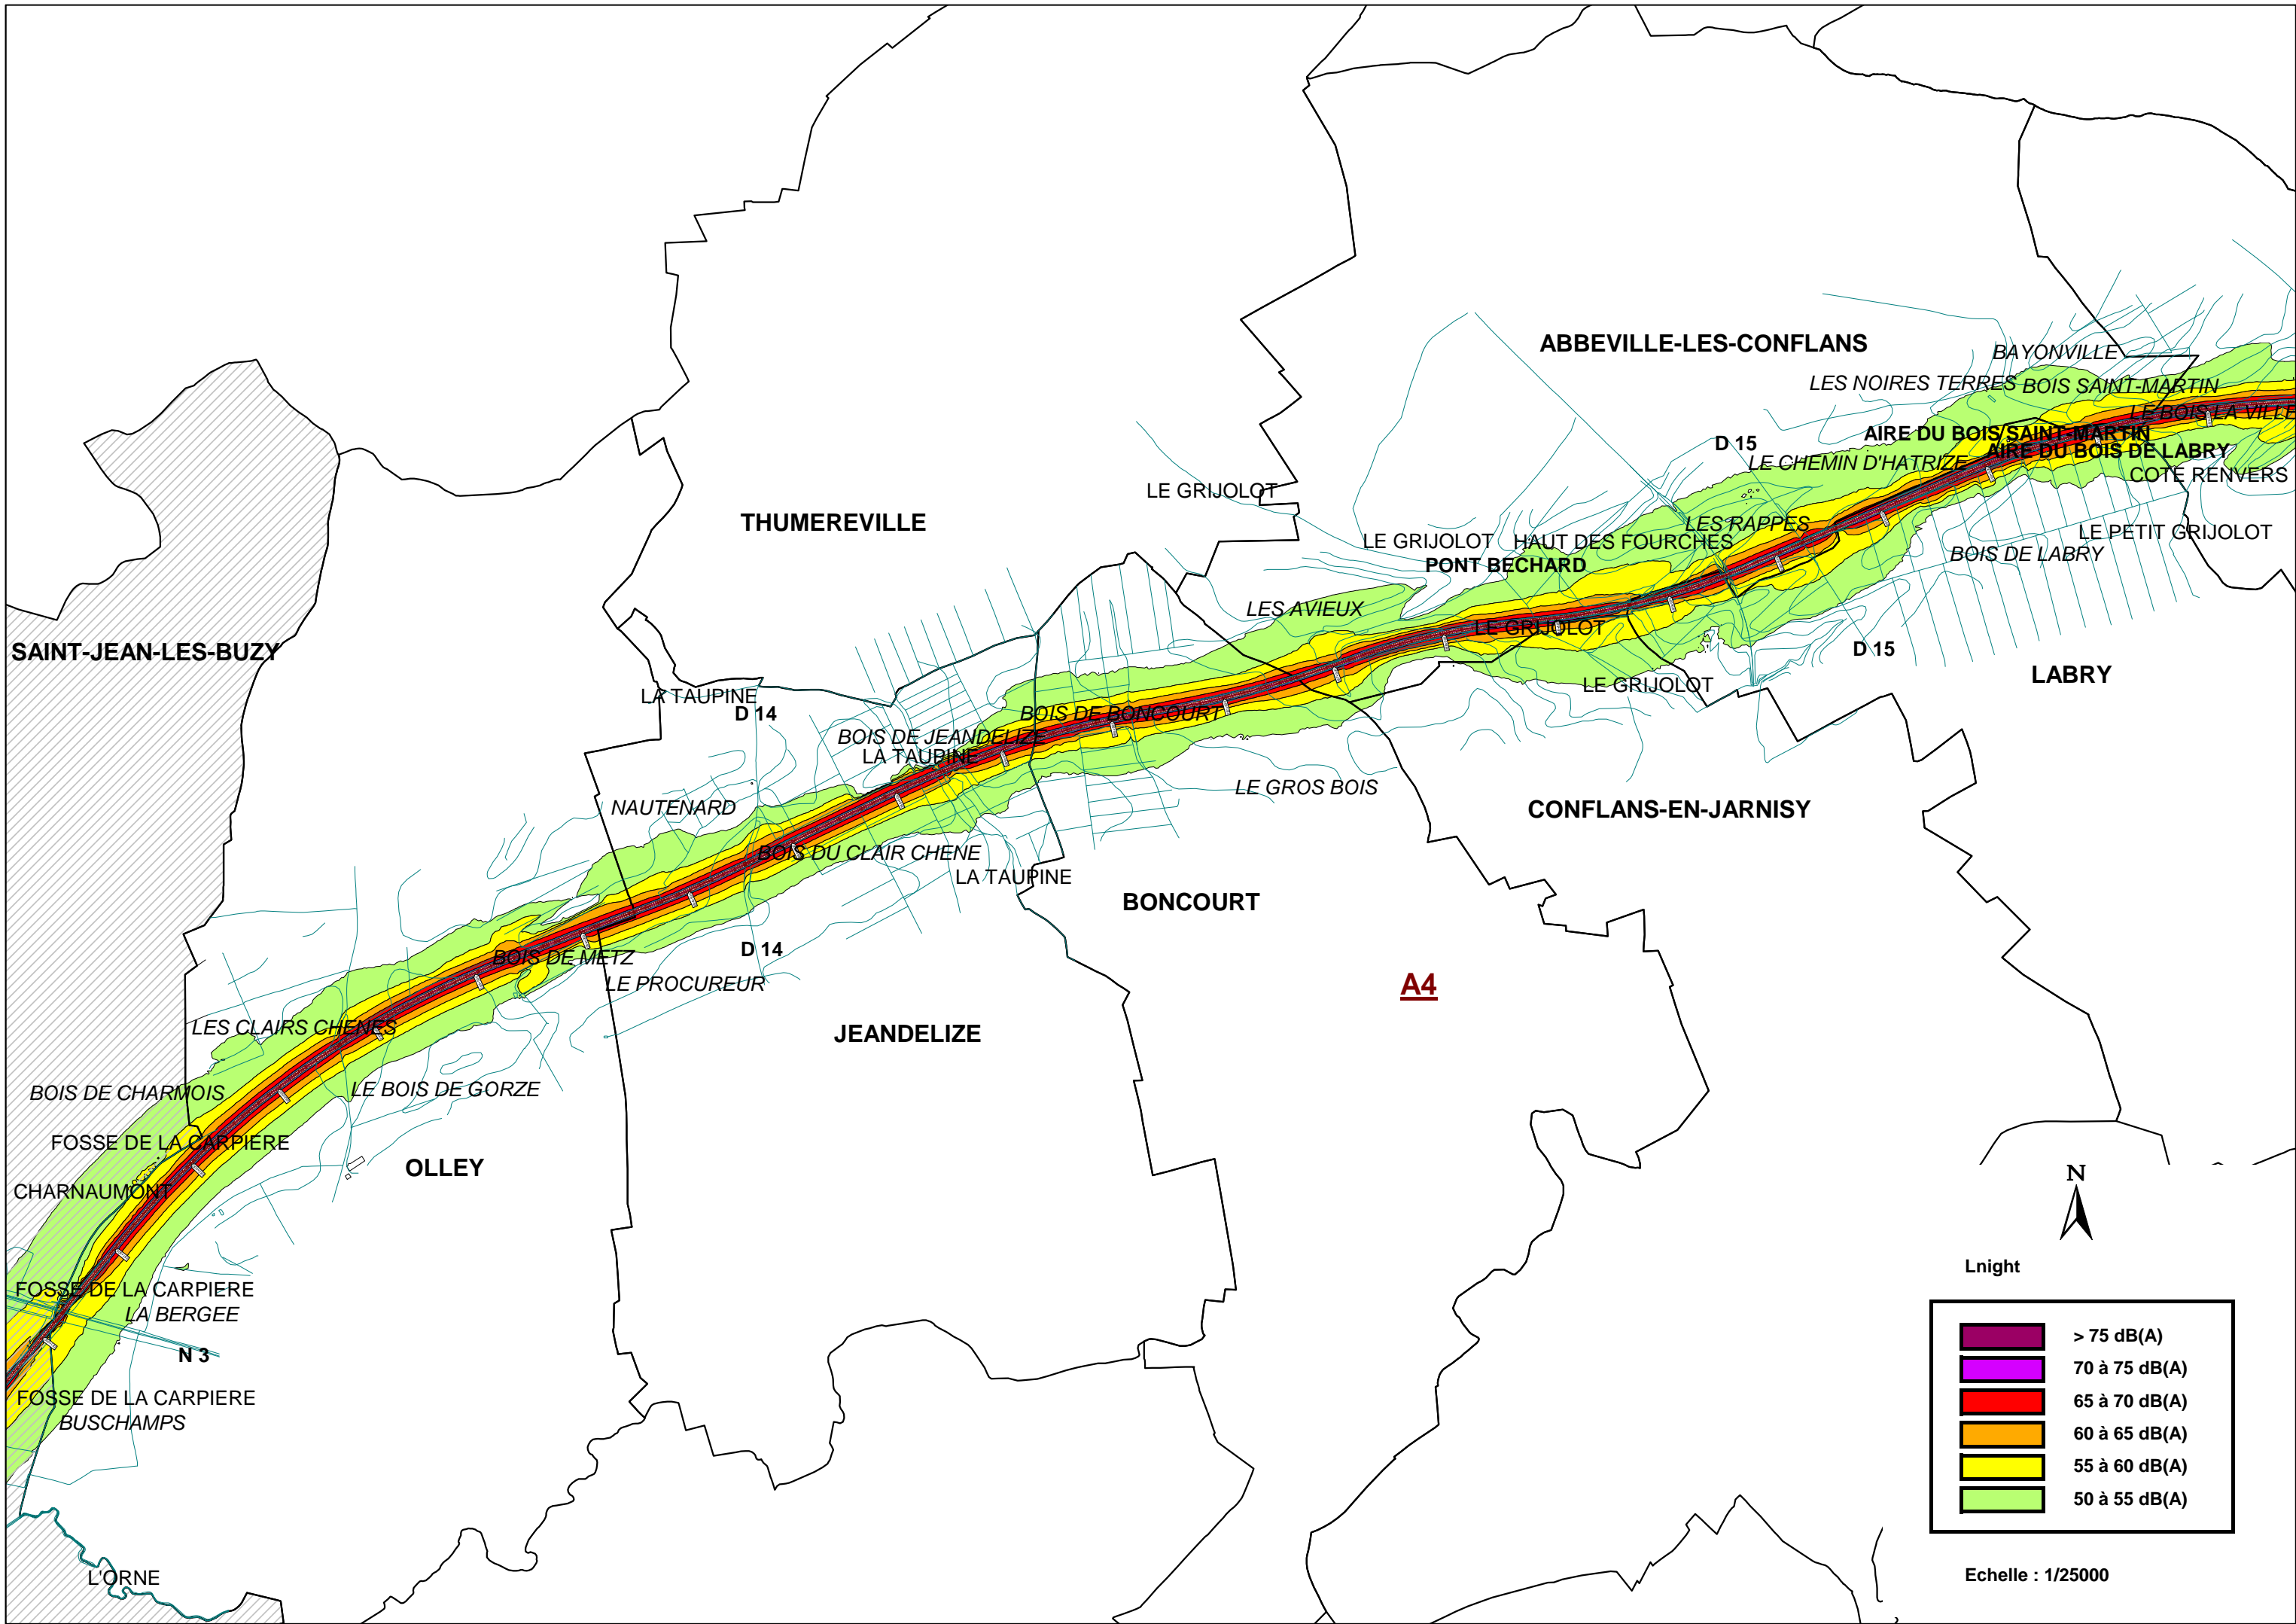 ABBEVILLE-LES-CONFLANS
BAYONVILLE
LES NOIRES TERRES
BOIS SAINT-MARTIN
LE BOIS LA VILLE
AIRE DU BOIS SAINT-MARTIN
D 15
AIRE DU BOIS DE LABRY
LE CHEMIN D'HATRIZE
COTE RENVERS
LE GRIJOLOT
THUMEREVILLE
LES RAPPES
LE PETIT GRIJOLOT
LE GRIJOLOT
HAUT DES FOURCHES
BOIS DE LABRY
PONT BECHARD
LES AVIEUX
LE GRIJOLOT
SAINT-JEAN-LES-BUZY
D 15
LABRY
LE GRIJOLOT
LA TAUPINE
D 14
BOIS DE BONCOURT
BOIS DE JEANDELIZE
LA TAUPINE
LE GROS BOIS
NAUTENARD
CONFLANS-EN-JARNISY
BOIS DU CLAIR CHENE
LA TAUPINE
BONCOURT
D 14
BOIS DE METZ
LE PROCUREUR
A4
LES CLAIRS CHENES
JEANDELIZE
BOIS DE CHARMOIS
LE BOIS DE GORZE
FOSSE DE LA CARPIERE
OLLEY
CHARNAUMONT
N
FOSSE DE LA CARPIERE
LA BERGEE
N 3
FOSSE DE LA CARPIERE
BUSCHAMPS
L'ORNE
Lnight
> 75 dB(A)
70 à 75 dB(A)
65 à 70 dB(A)
60 à 65 dB(A)
55 à 60 dB(A)
50 à 55 dB(A)
Echelle : 1/25000